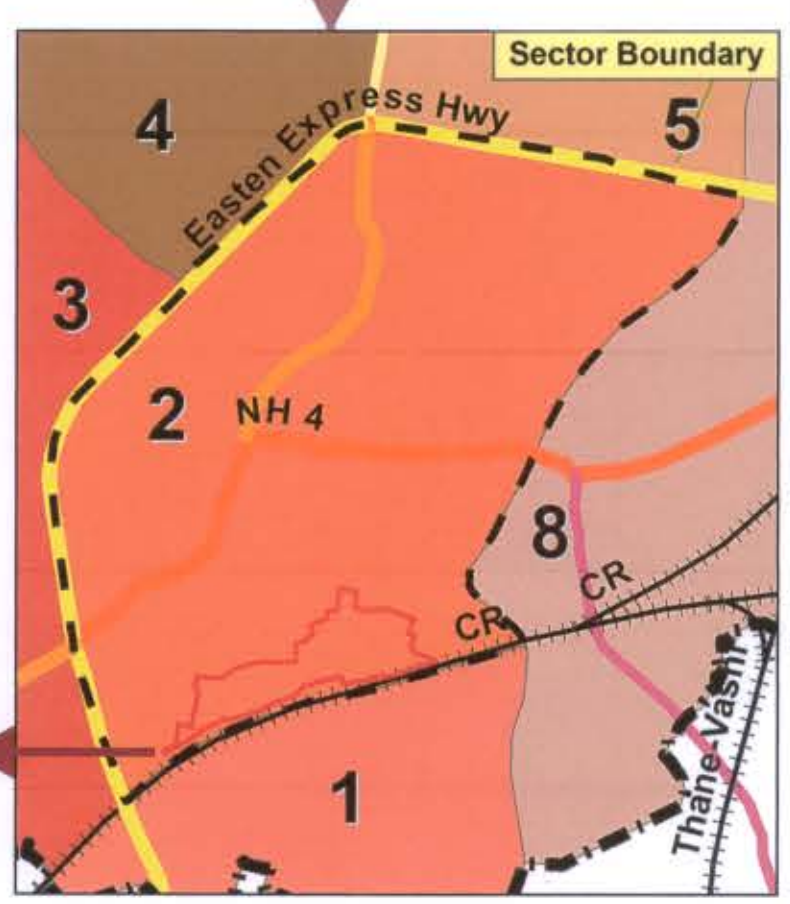 Sector Boundary
4
Easten Express Hwy
5
3
2
NH 4
8
CR
CR
1
Thane-Vashi